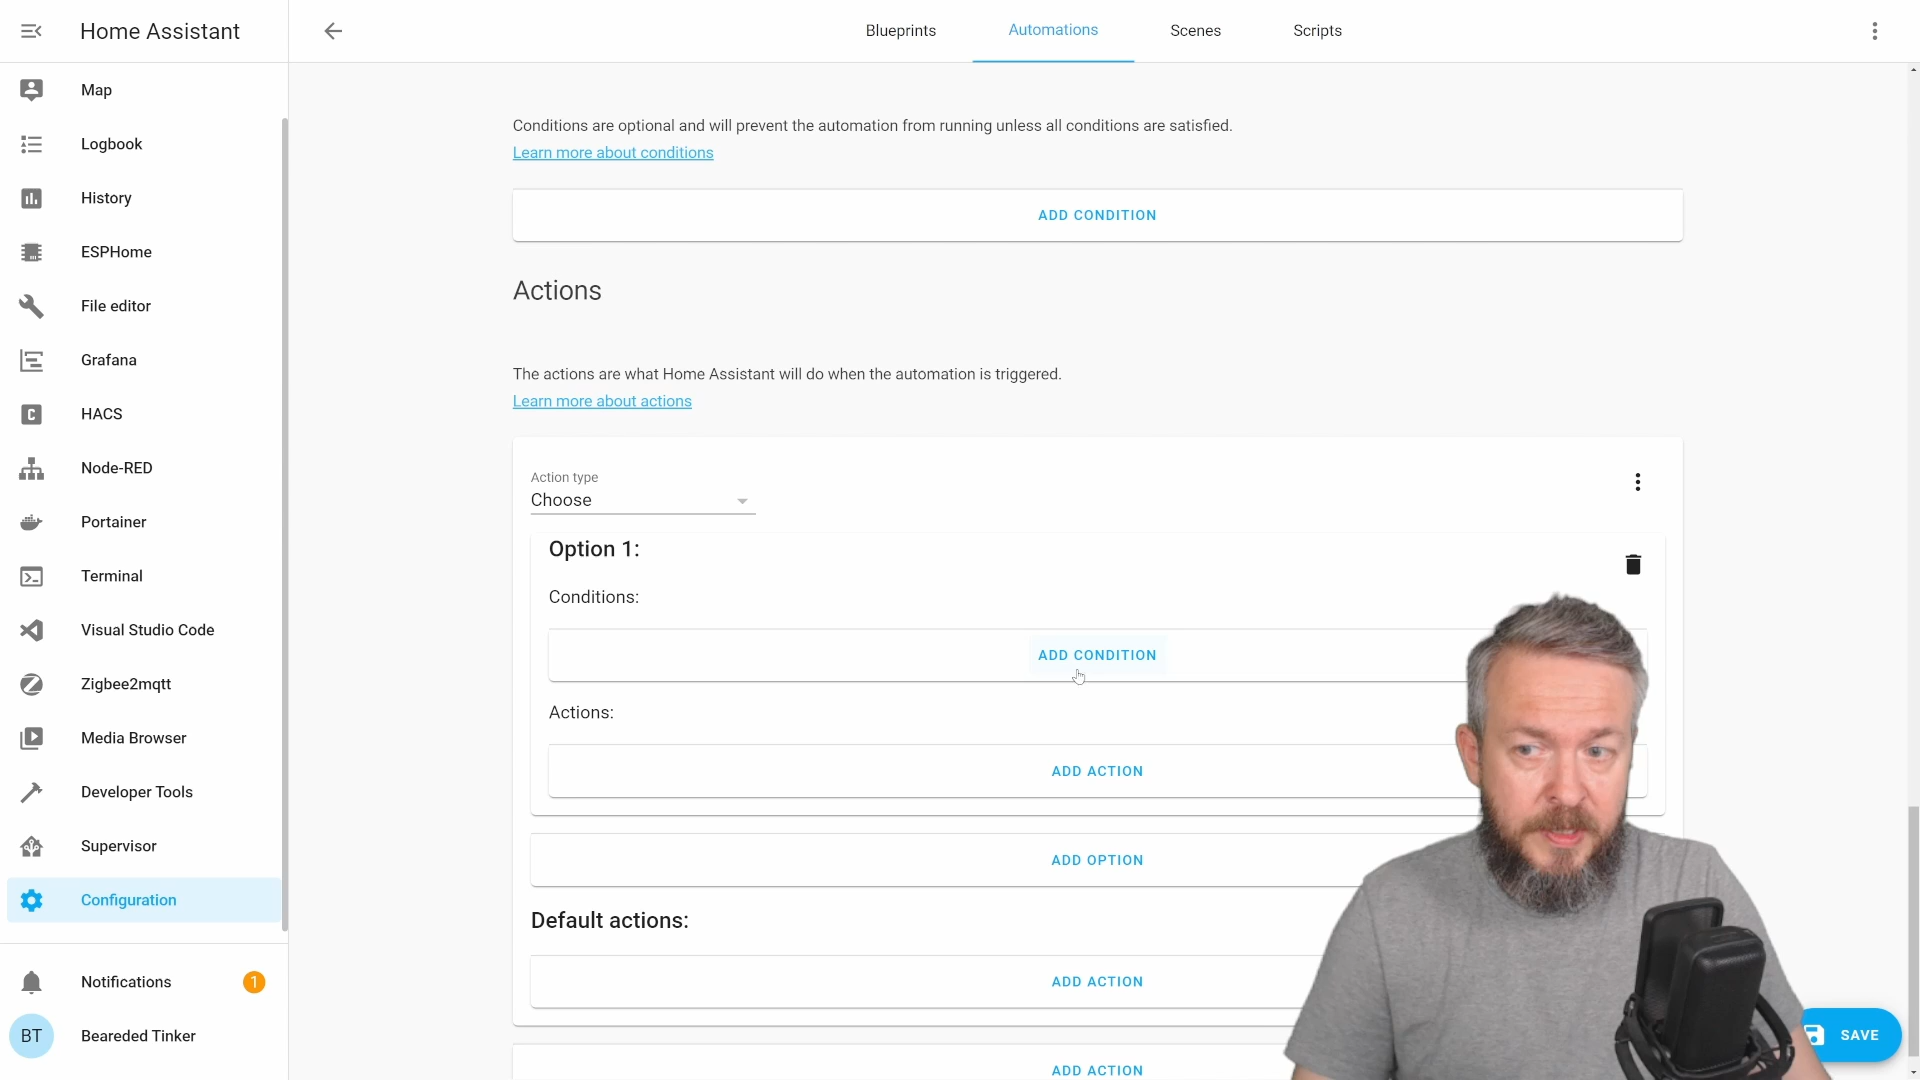 Home Assistant
Blueprints
Automations
Scenes
Scripts
Map
Logbook
History
ESPHome
File editor
Grafana
HACS
Node-RED
Portainer
Terminal
Visual Studio Code
Zigbee2mqtt
Media Browser
Developer Tools
Supervisor
Configuration
Notifications
1
BT
Beareded Tinker
Conditions are optional and will prevent the automation from running unless all conditions are satisfied.
Learn more about conditions
ADD CONDITION
Actions
The actions are what Home Assistant will do when the automation is triggered.
Learn more about actions
Action type
Choose
Option 1:
Conditions:
ADD CONDITION
Actions:
ADD ACTION
ADD OPTION
Default actions:
ADD ACTION
ADD ACTION
SAVE